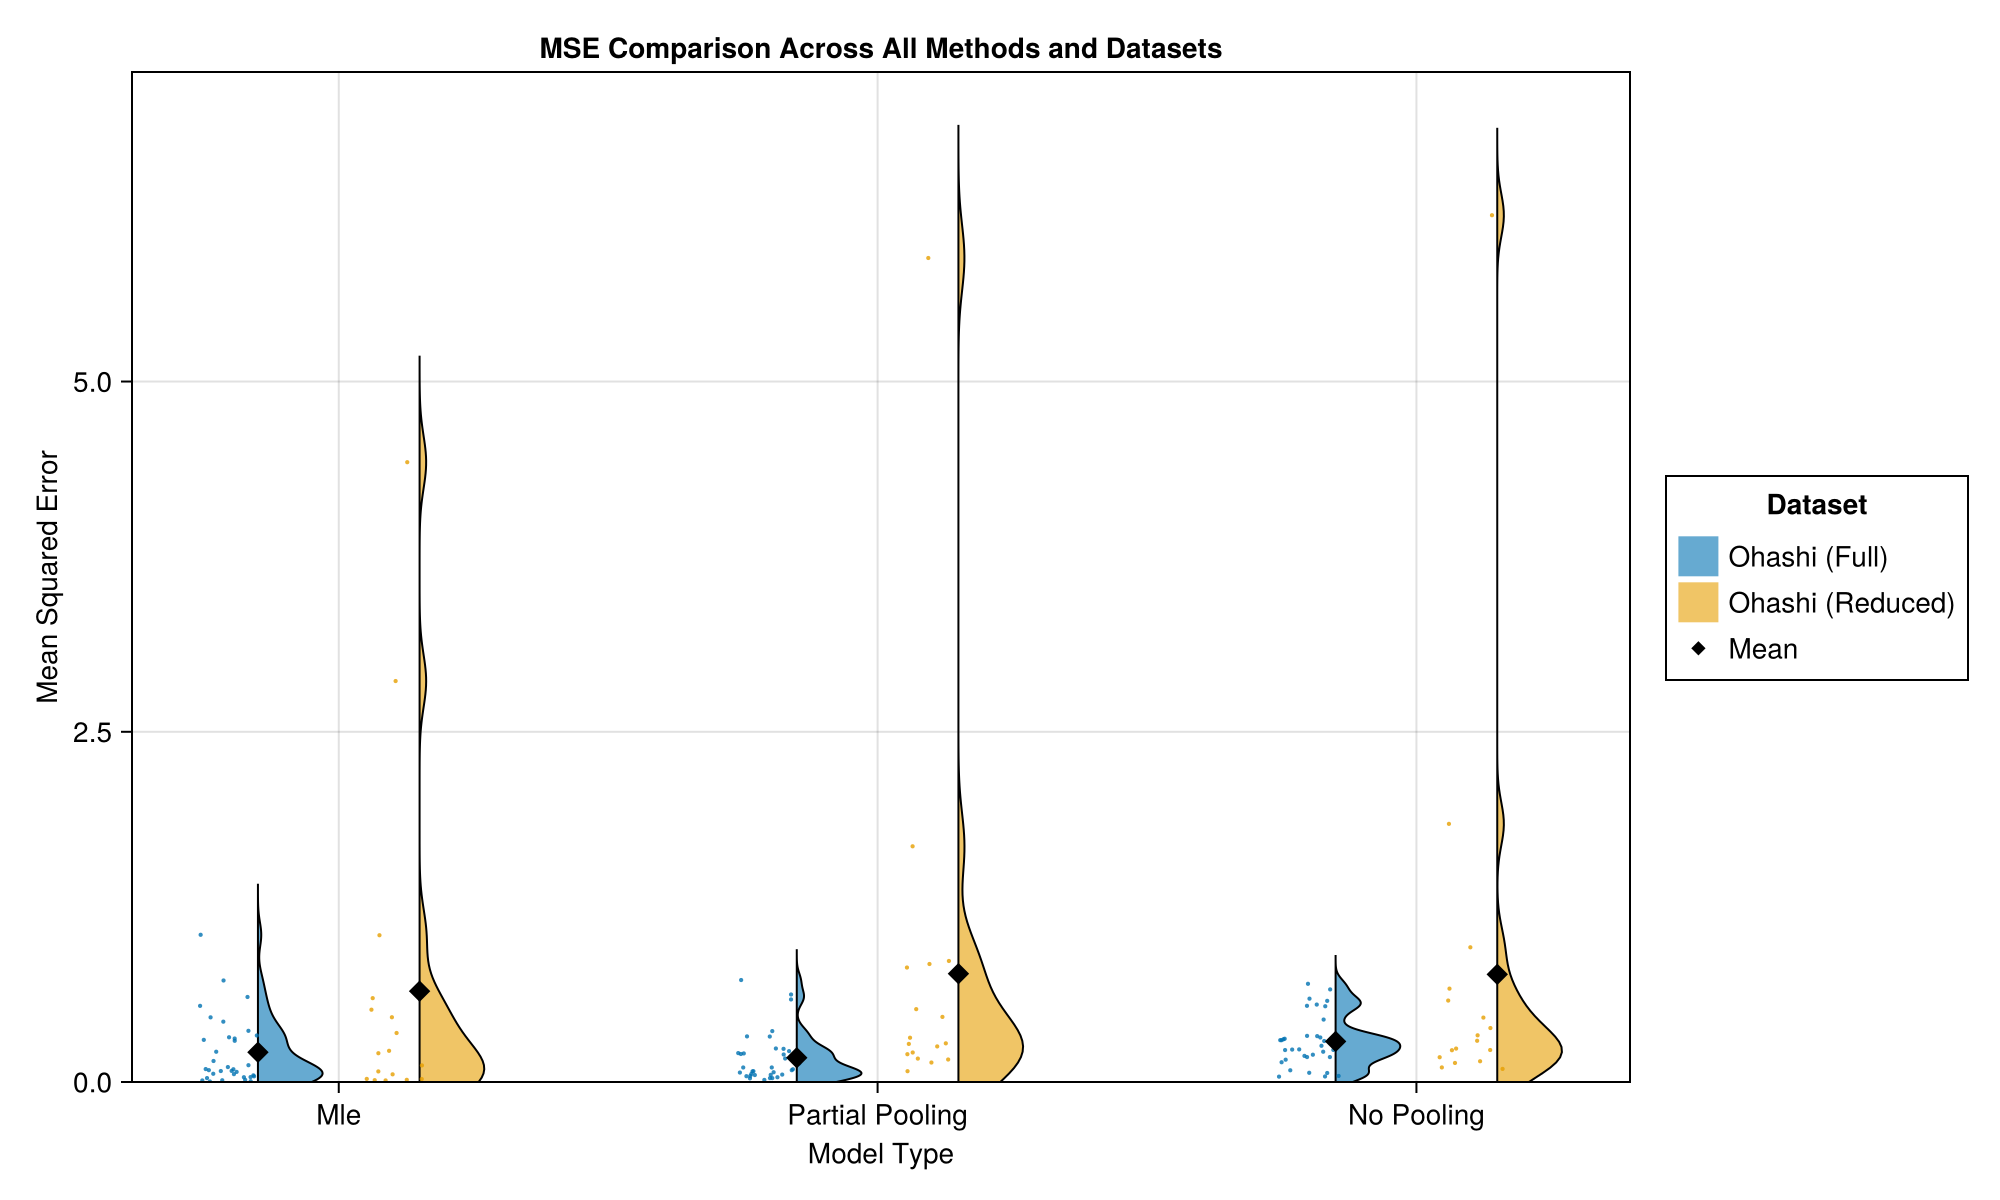 MSE Comparison Across All Methods and Datasets
Mean Squared Error
5.0
2.5
0.0
Mle
Partial Pooling
No Pooling
Model Type
Dataset
Ohashi (Full)
Ohashi (Reduced)
Mean